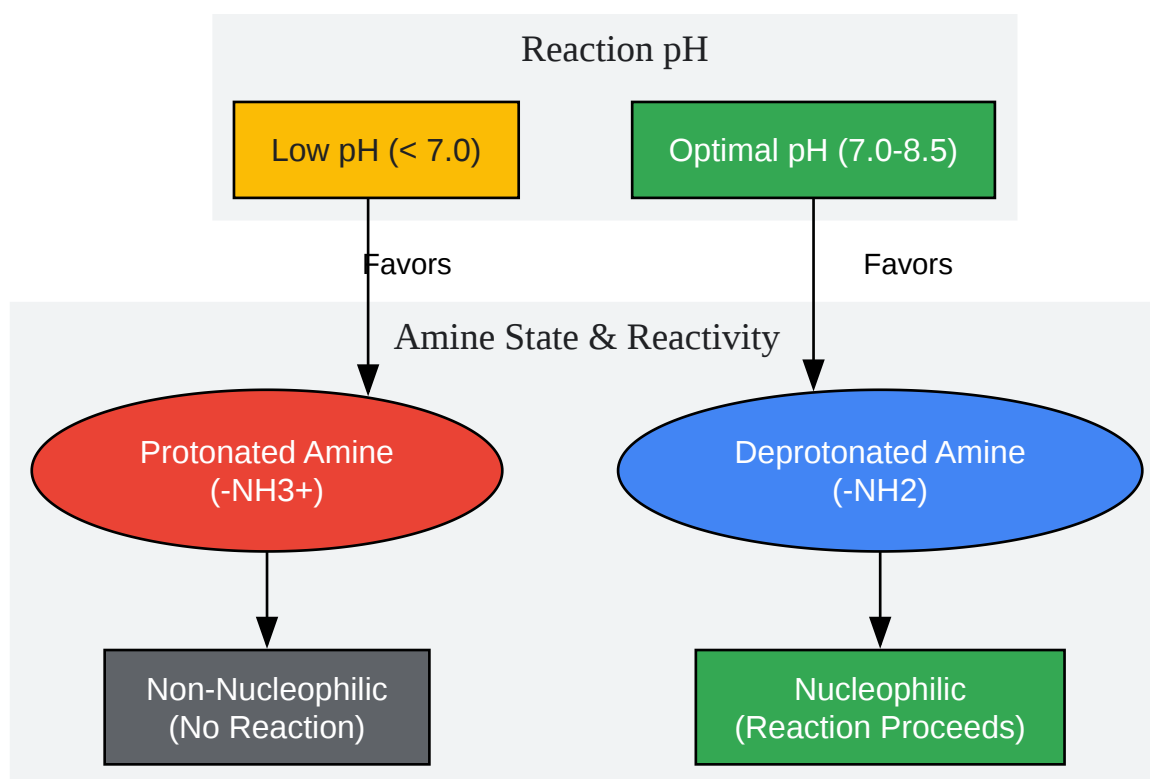 Reaction pH
Low pH (< 7.0)
Optimal pH (7.0-8.5)
Favors
Favors
Amine State & Reactivity
Protonated Amine
(-NH3+)
Deprotonated Amine
(-NH2)
Non-Nucleophilic
(No Reaction)
Nucleophilic
(Reaction Proceeds)